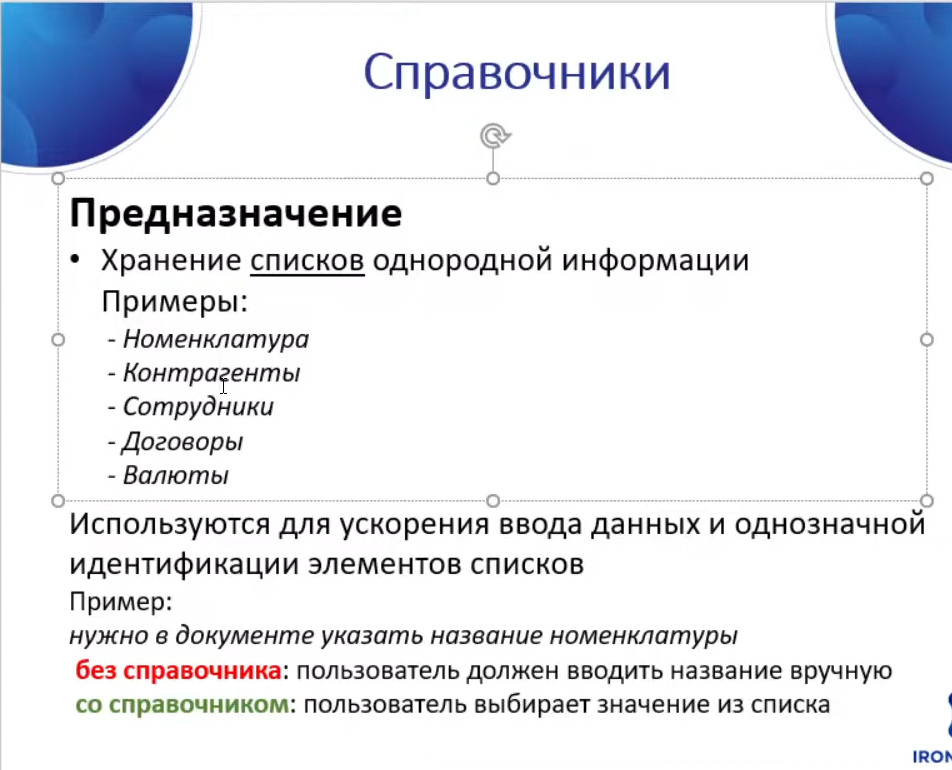 Справочники
Предназначение
• Хранение списков однородной информации
Примеры:
- Номенклатура
- Контрагенты
- Сотрудники
- Договоры
- Валюты
Используются для ускорения ввода данных и однозначной
идентификации элементов списков
Пример:
нужно в документе указать название номенклатуры
без справочника: пользователь должен вводить название вручную
со справочником: пользователь выбирает значение из списка
IRON